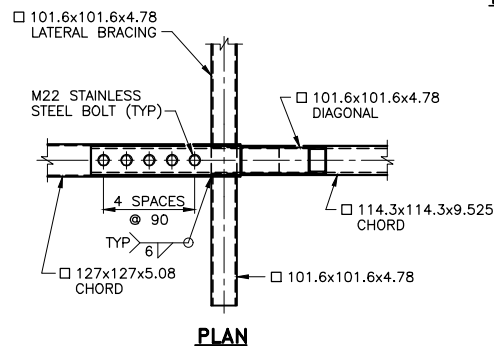 □ 101.6x101.6x4.78
LATERAL BRACING
M22 STAINLESS
STEEL BOLT (TYP)
□ 101.6x101.6x4.78
DIAGONAL
4 SPACES
@ 90
□ 114.3x114.3x9.525
CHORD
TYP
6
□ 127x127x5.08
CHORD
□ 101.6x101.6x4.78
PLAN